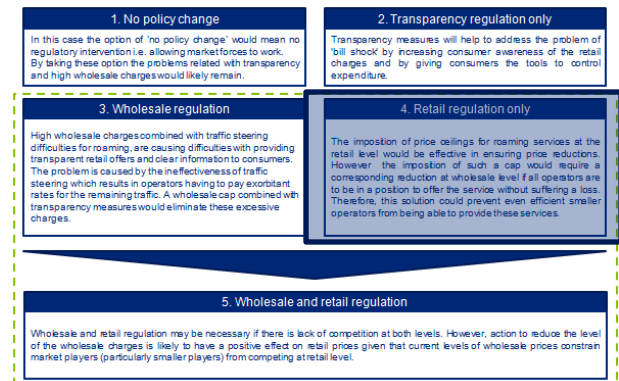 1. No policy change
In this case the option of 'no policy change' would mean no
regulatory intervention i.e. allowing market forces to work.
By taking these option the problems related with transparency
and high wholesale charges would likely remain.
2. Transparency regulation only
Transparency measures will help to address the problem of
'bill shock' by increasing consumer awareness of the retail
charges and by giving consumers the tools to control
expenditure.
3. Wholesale regulation
High wholesale charges combined with traffic steering
difficulties for roaming, are causing difficulties with providing
transparent retail offers and clear information to consumers.
The problem is caused by the ineffectiveness of traffic
steering which results in operators having to pay exorbitant
rates for the remaining traffic. A wholesale cap combined with
transparency measures would eliminate these excessive
charges.
4. Retail regulation only
The imposition of price ceilings for roaming services at the
retail level would be effective in ensuring price reductions.
However the imposition of such a cap would require a
corresponding reduction at wholesale level if all operators are
to be in a position to offer the service without suffering a loss.
Therefore, this solution could prevent even efficient smaller
operators from being able to provide these services.
5. Wholesale and retail regulation
Wholesale and retail regulation may be necessary if there is lack of competition at both levels. However, action to reduce the level
of the wholesale charges is likely to have a positive effect on retail prices given that current levels of wholesale prices constrain
market players (particularly smaller players) from competing at retail level.